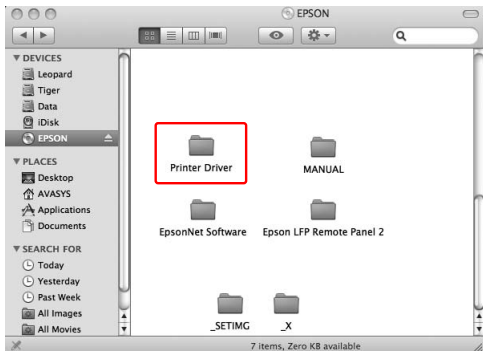 EPSON
DEVICES
Leopard
Tiger
Data
iDisk
EPSON
PLACES
Desktop
AVASYS
Applications
Documents
SEARCH FOR
Today
Yesterday
Past Week
All Images
All Movies
Printer Driver
MANUAL
EpsonNet Software
Epson LFP Remote Panel 2
_SETIMG
_X
7 items, Zero KB available